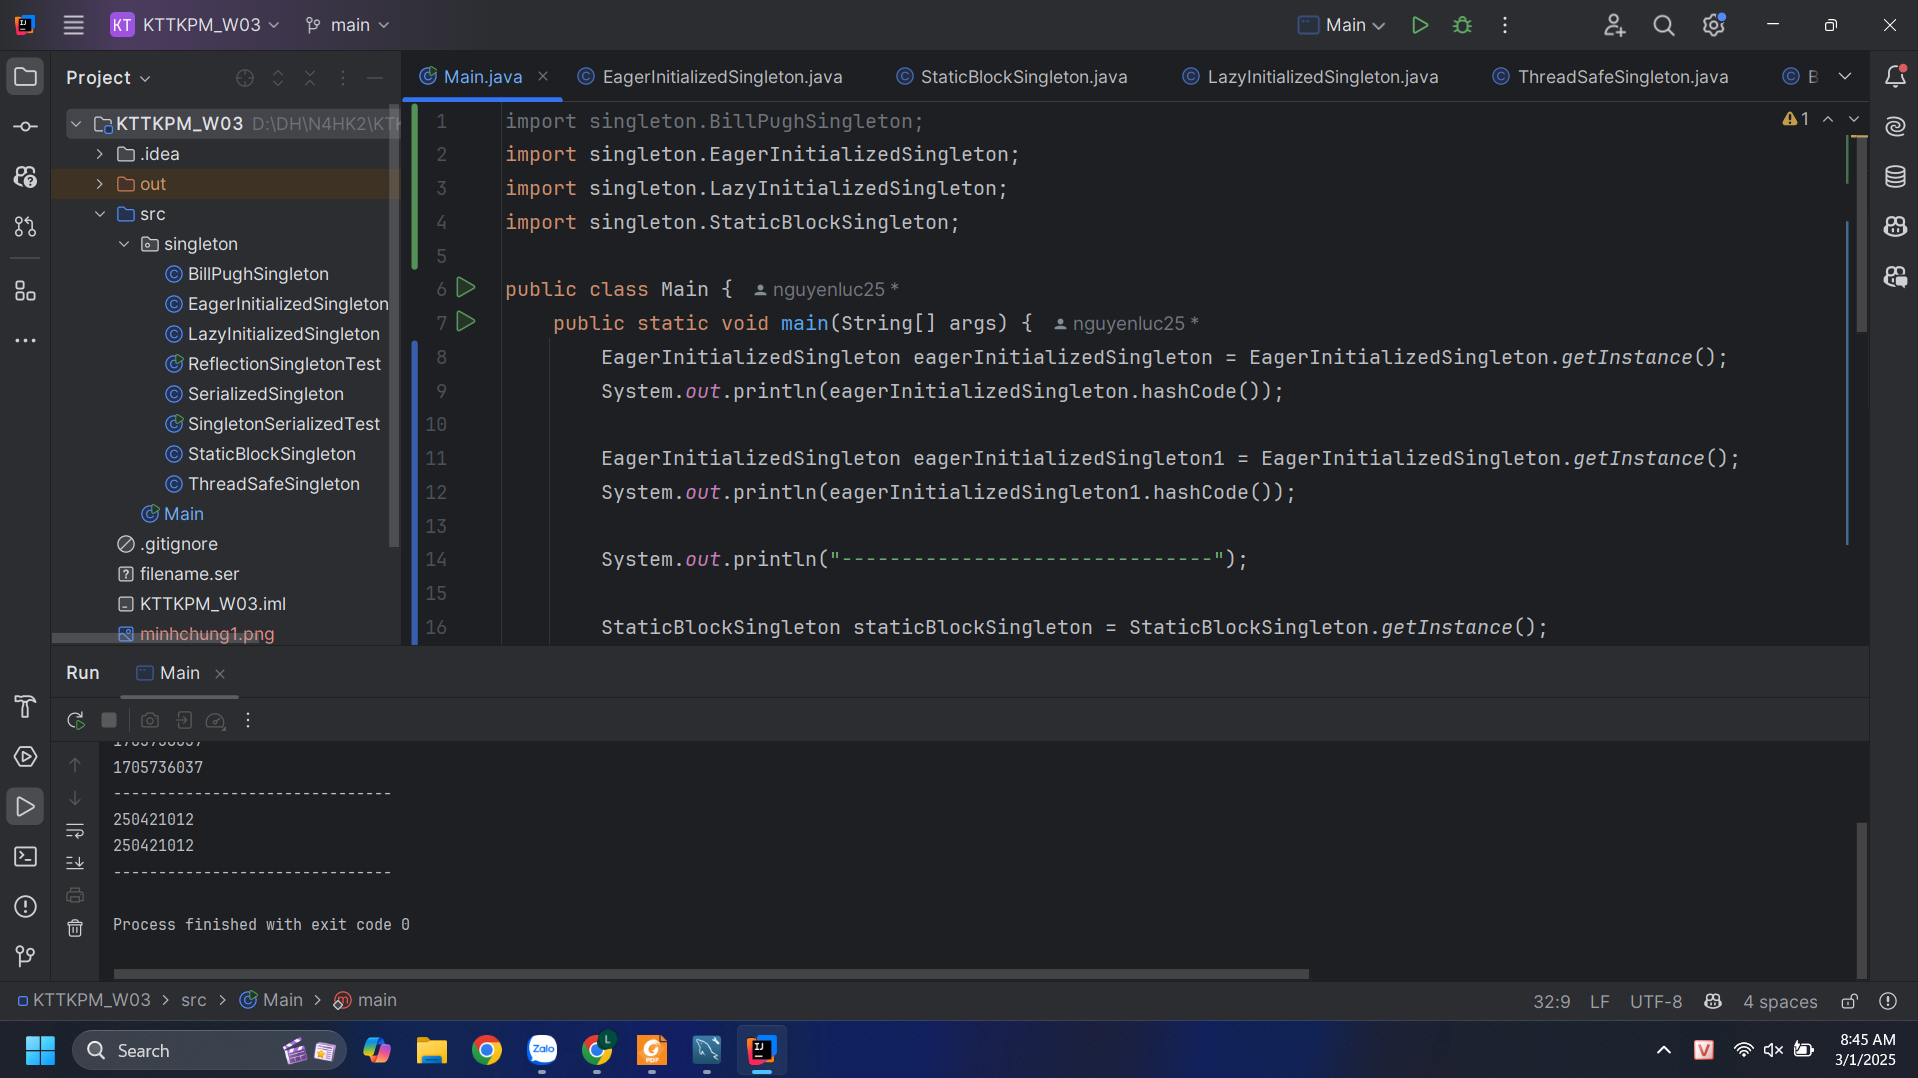 KT KTTKPM_W03 main Main
Project
Main.java EagerInitializedSingleton.java StaticBlockSingleton.java LazyInitializedSingleton.java ThreadSafeSingleton.java
KTTKPM_W03 D:\DH\N4HK2\KTK
.idea
out
src
singleton
BillPughSingleton
EagerInitializedSingleton
LazyInitializedSingleton
ReflectionSingletonTest
SerializedSingleton
SingletonSerializedTest
StaticBlockSingleton
ThreadSafeSingleton
Main
.gitignore
filename.ser
KTTKPM_W03.iml
minhchung1.png
1
1 import singleton.BillPughSingleton;
2 import singleton.EagerInitializedSingleton;
3 import singleton.LazyInitializedSingleton;
4 import singleton.StaticBlockSingleton;
5
6 public class Main { nguyenluc25 *
7 public static void main(String[] args) { nguyenluc25 *
8 EagerInitializedSingleton eagerInitializedSingleton = EagerInitializedSingleton.getInstance();
9 System.out.println(eagerInitializedSingleton.hashCode());
10
11 EagerInitializedSingleton eagerInitializedSingleton1 = EagerInitializedSingleton.getInstance();
12 System.out.println(eagerInitializedSingleton1.hashCode());
13
14 System.out.println("-------------------------------");
15
16 StaticBlockSingleton staticBlockSingleton = StaticBlockSingleton.getInstance();
Run Main
1705736037
-------------------------------
250421012
250421012
-------------------------------
Process finished with exit code 0
KTTKPM_W03 > src > Main > main
32:9 LF UTF-8 4 spaces
Search
Zalo
L
PDF
IJ
V
8:45 AM
3/1/2025